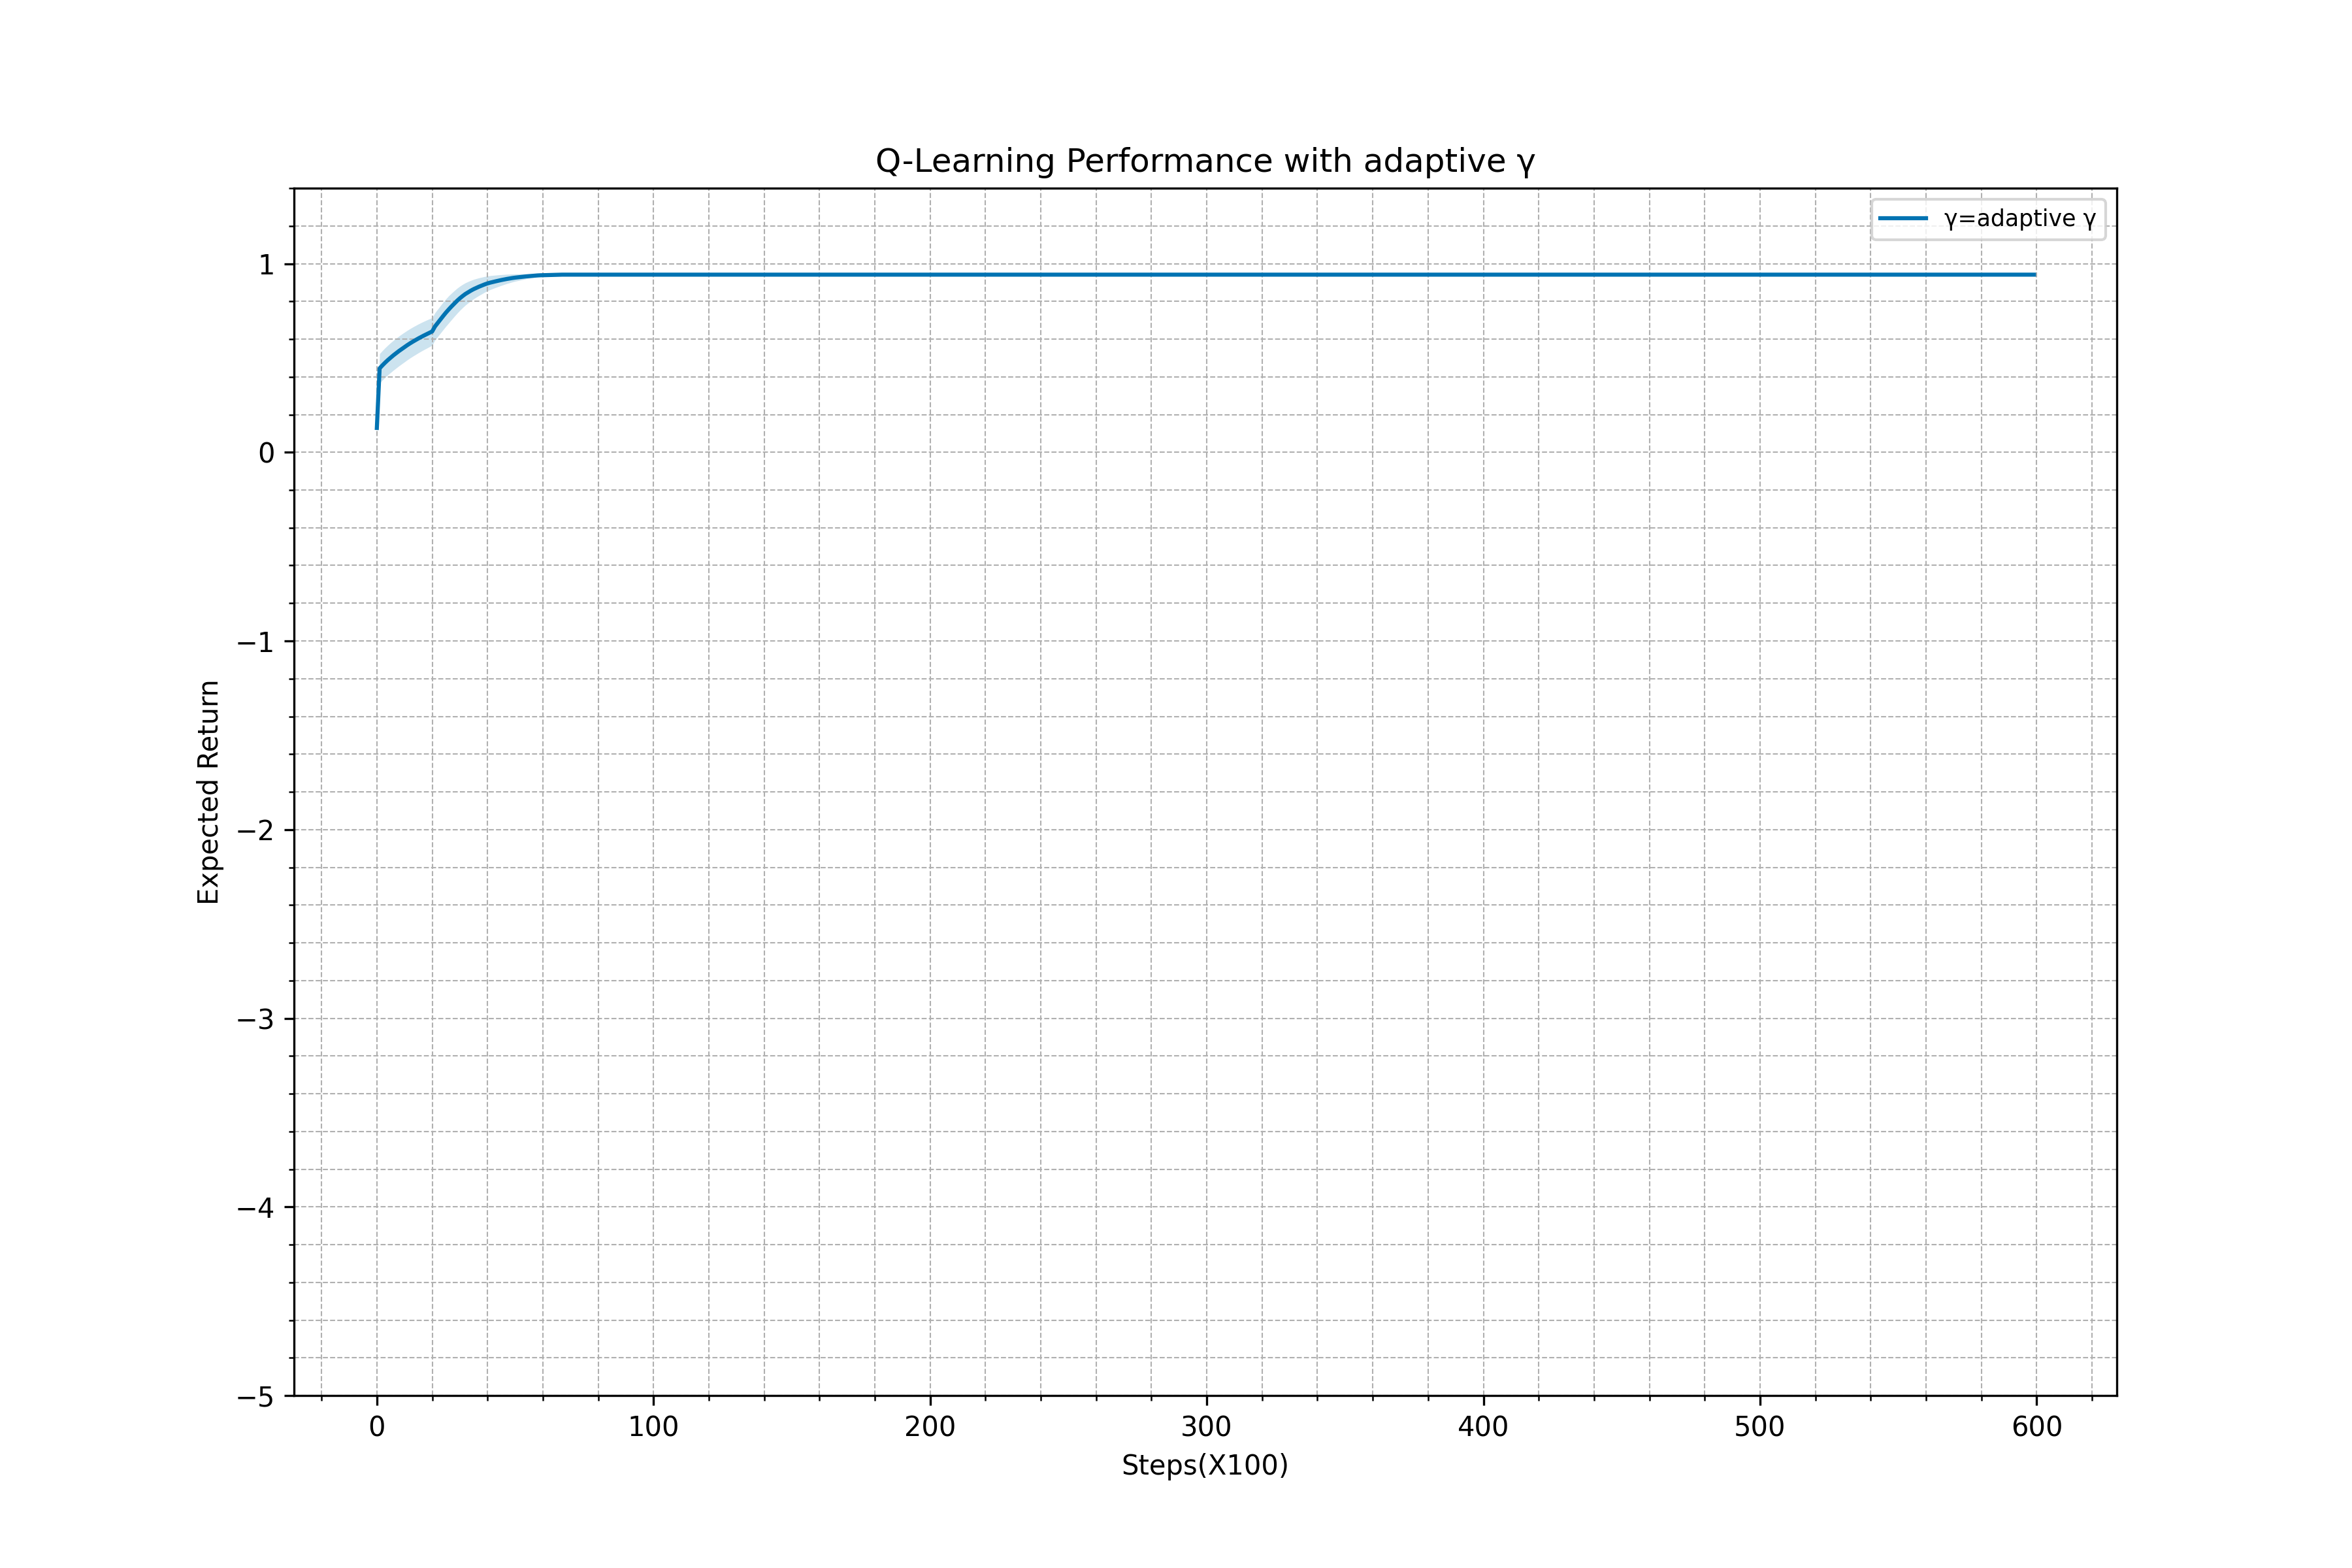 Q-Learning Performance with adaptive γ
γ=adaptive γ
1
0
−1
−2
−3
−4
−5
Expected Return
0 100 200 300 400 500 600
Steps(X100)